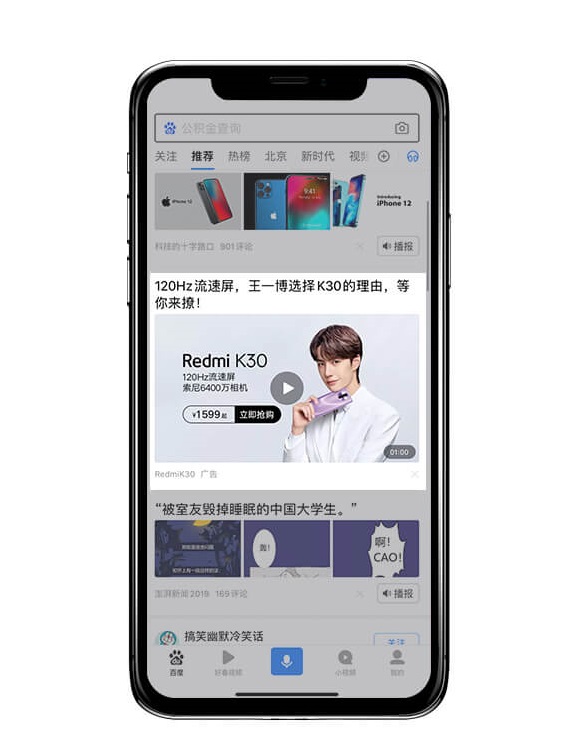 公积金查询
关注 推荐 热榜 北京 新时代 视频
iPhone 12
9:41
Introducing
iPhone 12
科技的十字路口 901评论
播报
120Hz流速屏，王一博选择K30的理由，等
你来撩！
Redmi K30
120Hz流速屏
索尼6400万相机
¥1599起 立即抢购
01:00
RedmiK30 广告
“被室友毁掉睡眠的中国大学生。”
轰！
啊！
CAO！
澎湃新闻2018 169评论
播报
搞笑幽默冷笑话
关注
百度 好看视频 小视频 我的